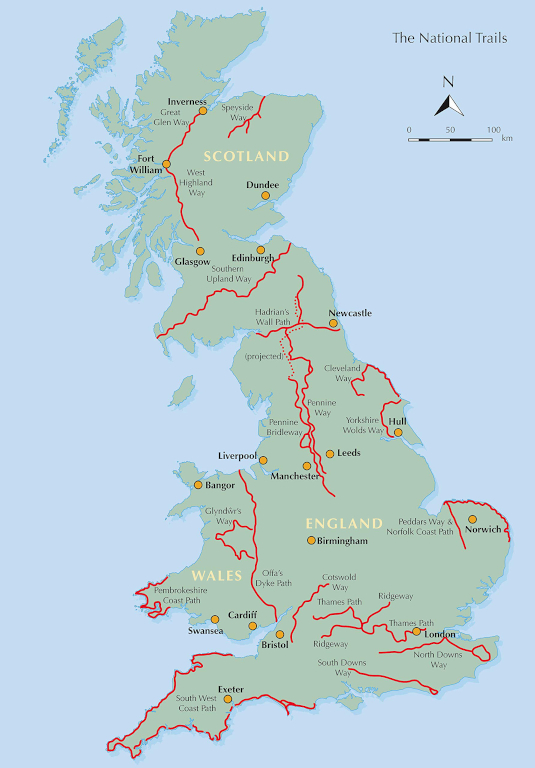 The National Trails
N
0 50 100
km
Inverness
Great
Glen Way
Speyside
Way
SCOTLAND
Fort
William
West
Highland
Way
Dundee
Glasgow
Edinburgh
Southern
Upland Way
Hadrian's
Wall Path
Newcastle
(projected)
Cleveland
Way
Pennine
Way
Pennine
Bridleway
Yorkshire
Wolds Way
Hull
Leeds
Liverpool
Manchester
Bangor
Glyndŵr's
Way
ENGLAND
Peddars Way &
Norfolk Coast Path
Norwich
Birmingham
WALES
Offa's
Dyke Path
Pembrokeshire
Coast Path
Cotswold
Way
Thames Path
Ridgeway
Swansea
Cardiff
Bristol
Thames Path
London
Ridgeway
North Downs
Way
South Downs
Way
Exeter
South West
Coast Path